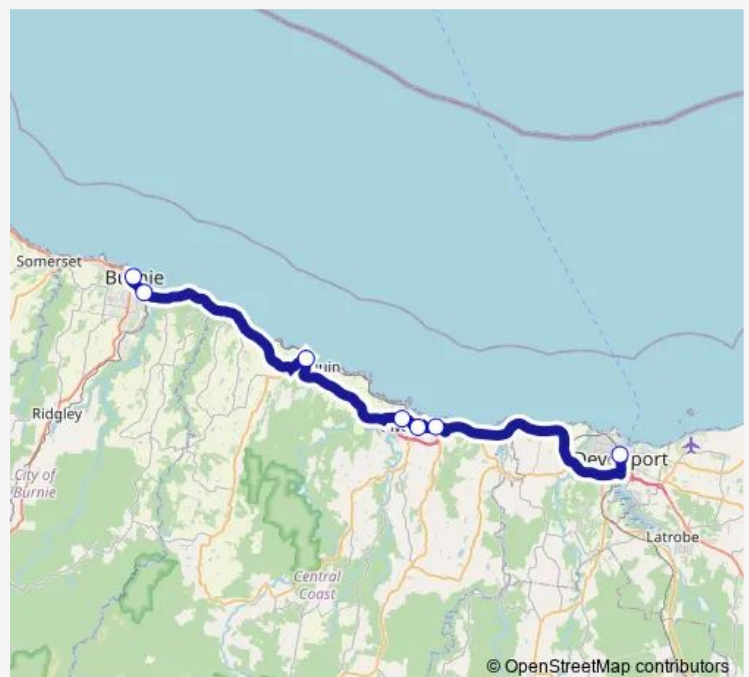 Somerset
Ridgley
City of
Burnie
Central
Coast
Latrobe
© OpenStreetMap contributors